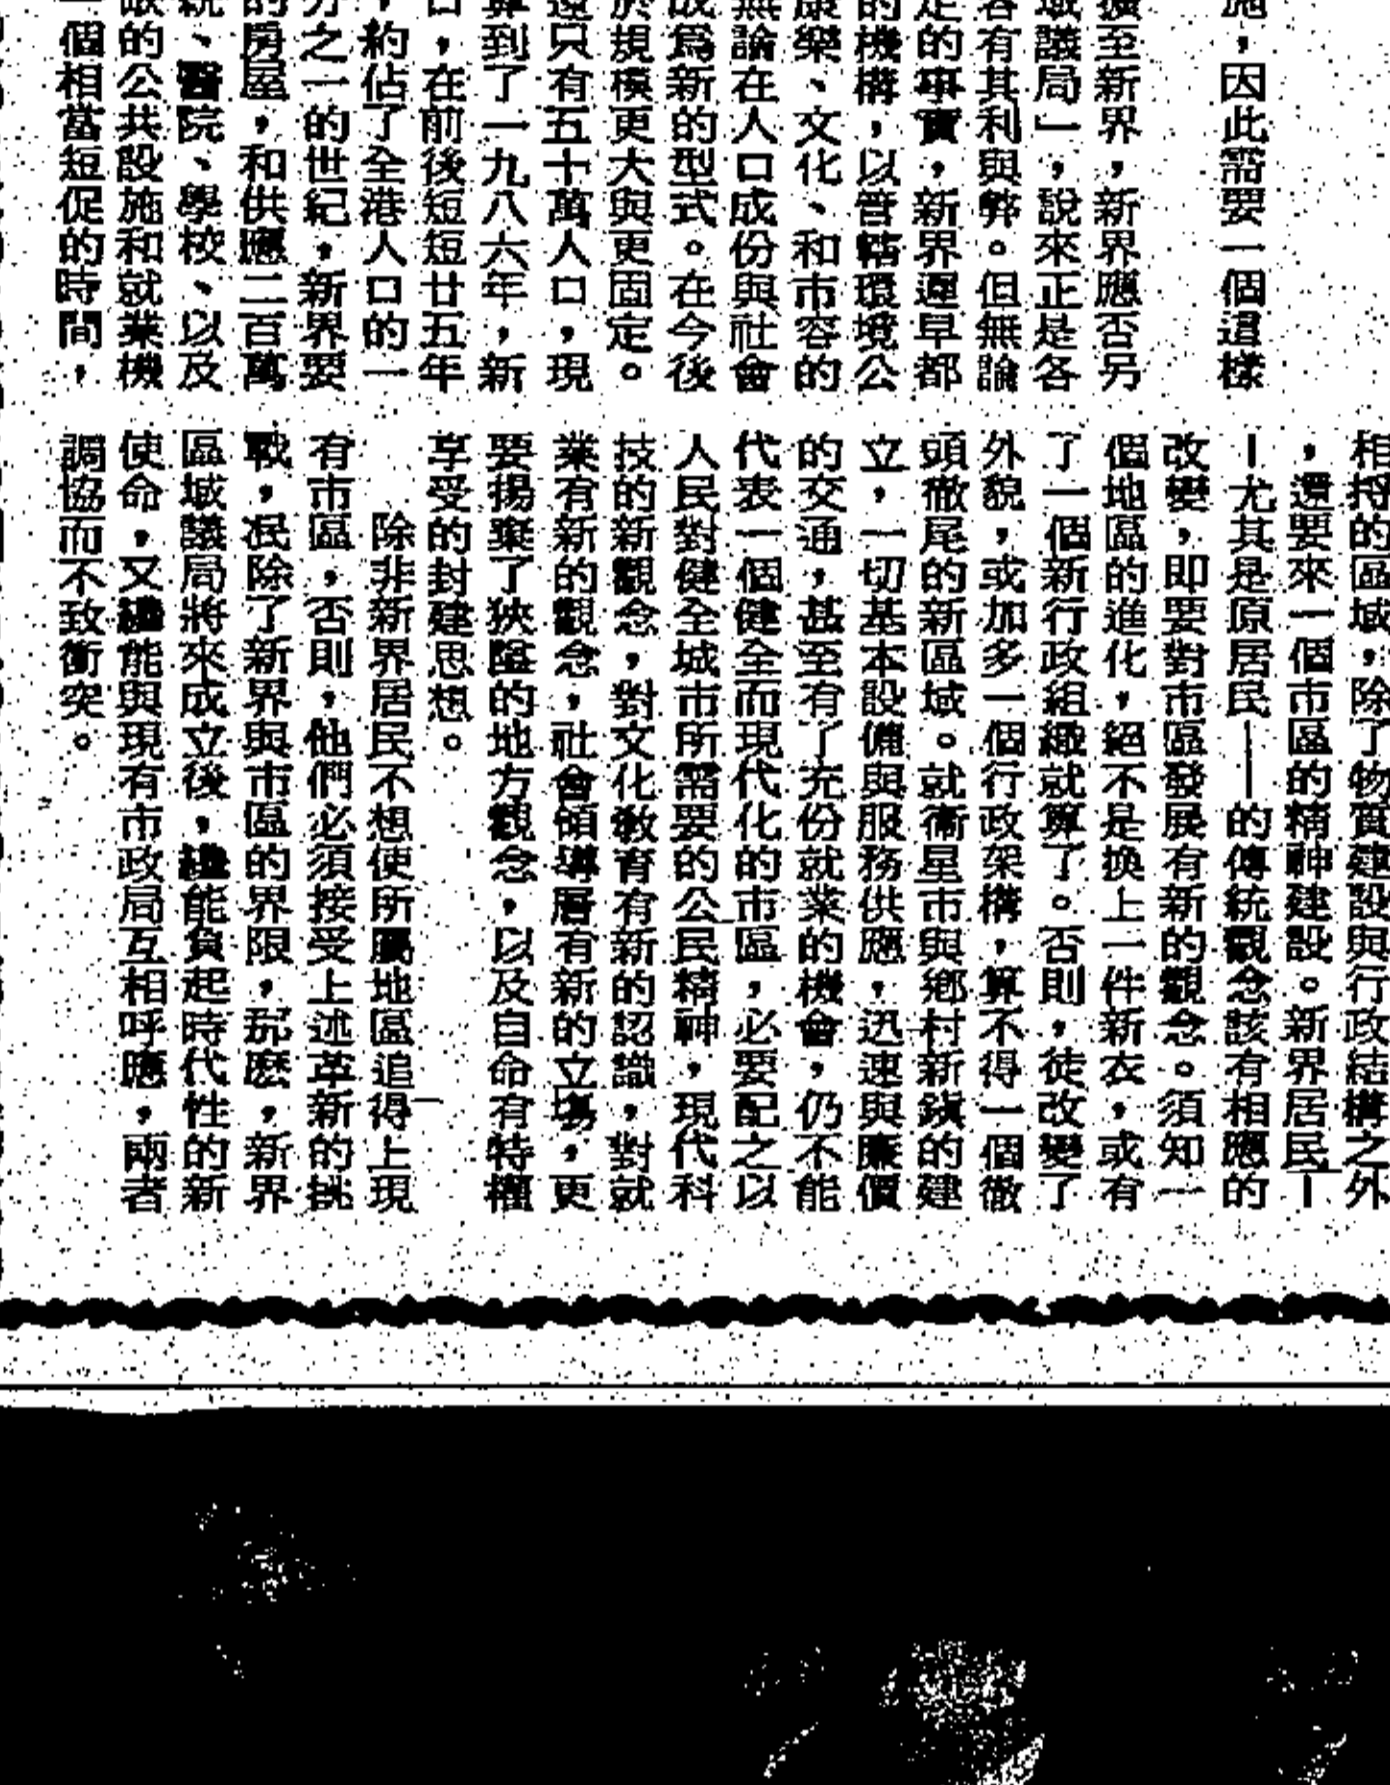 施，因此需要一個這樣
擴至新界，新界應否另
域議局」，說來正是各
容有其利與弊。但無論
定的事實，新界遲早都
的機構，以管轄環境公
康樂、文化、和市容的
無論在人口成份與社會
成為新的型式。在今後
於規模更大與更固定。
還只有五十萬人口，現
算到了一九八六年，新
日，在前後短短廿五年
，約佔了全港人口的一
分之一的世紀，新界要
的房屋，和供應二百萬
統、醫院、學校、以及
的公共設施和就業機
一個相當短促的時間，
相將的區域，除了物質建設與行政結構之外
，還要來一個市區的精神建設。新界居民—
—尤其是原居民——的傳統觀念該有相應的
改變，即要對市區發展有新的觀念。須知一
個地區的進化，絕不是換上一件新衣，或有
了一個新行政組織就算了。否則，徒改變了
外貌，或加多一個行政架構，算不得一個徹
頭徹尾的新區域。就衛星市與鄉村新鎮的建
立，一切基本設備與服務供應，迅速與廉價
的交通，甚至有了充份就業的機會，仍不能
代表一個健全而現代化的市區，必要配之以
人民對健全城市所需要的公民精神，現代科
技的新觀念，對文化教育有新的認識，對就
業有新的觀念，社會領導層有新的立場，更
要揚棄了狹隘的地方觀念，以及自命有特權
享受的封建思想。
除非新界居民不想使所屬地區追得上現
有市區，否則，他們必須接受上述革新的挑
戰，泯除了新界與市區的界限，那麼，新界
區域議局將來成立後，纔能負起時代性的新
使命，又纔能與現有市政局互相呼應，兩者
調協而不致衝突。